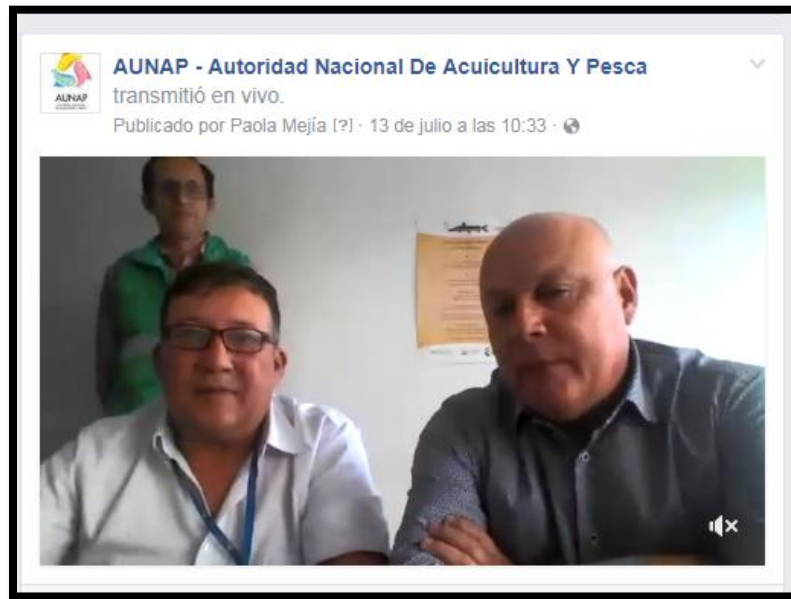 AUNAP - Autoridad Nacional De Acuicultura Y Pesca
transmitió en vivo.
Publicado por Paola Mejía [?] · 13 de julio a las 10:33 ·
AUNAP